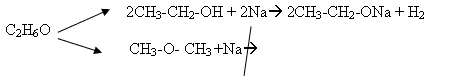 2CH3-CH2-OH + 2Na→ 2CH3-CH2-ONa + H2
C2H6O
CH3-O- CH3+Na→